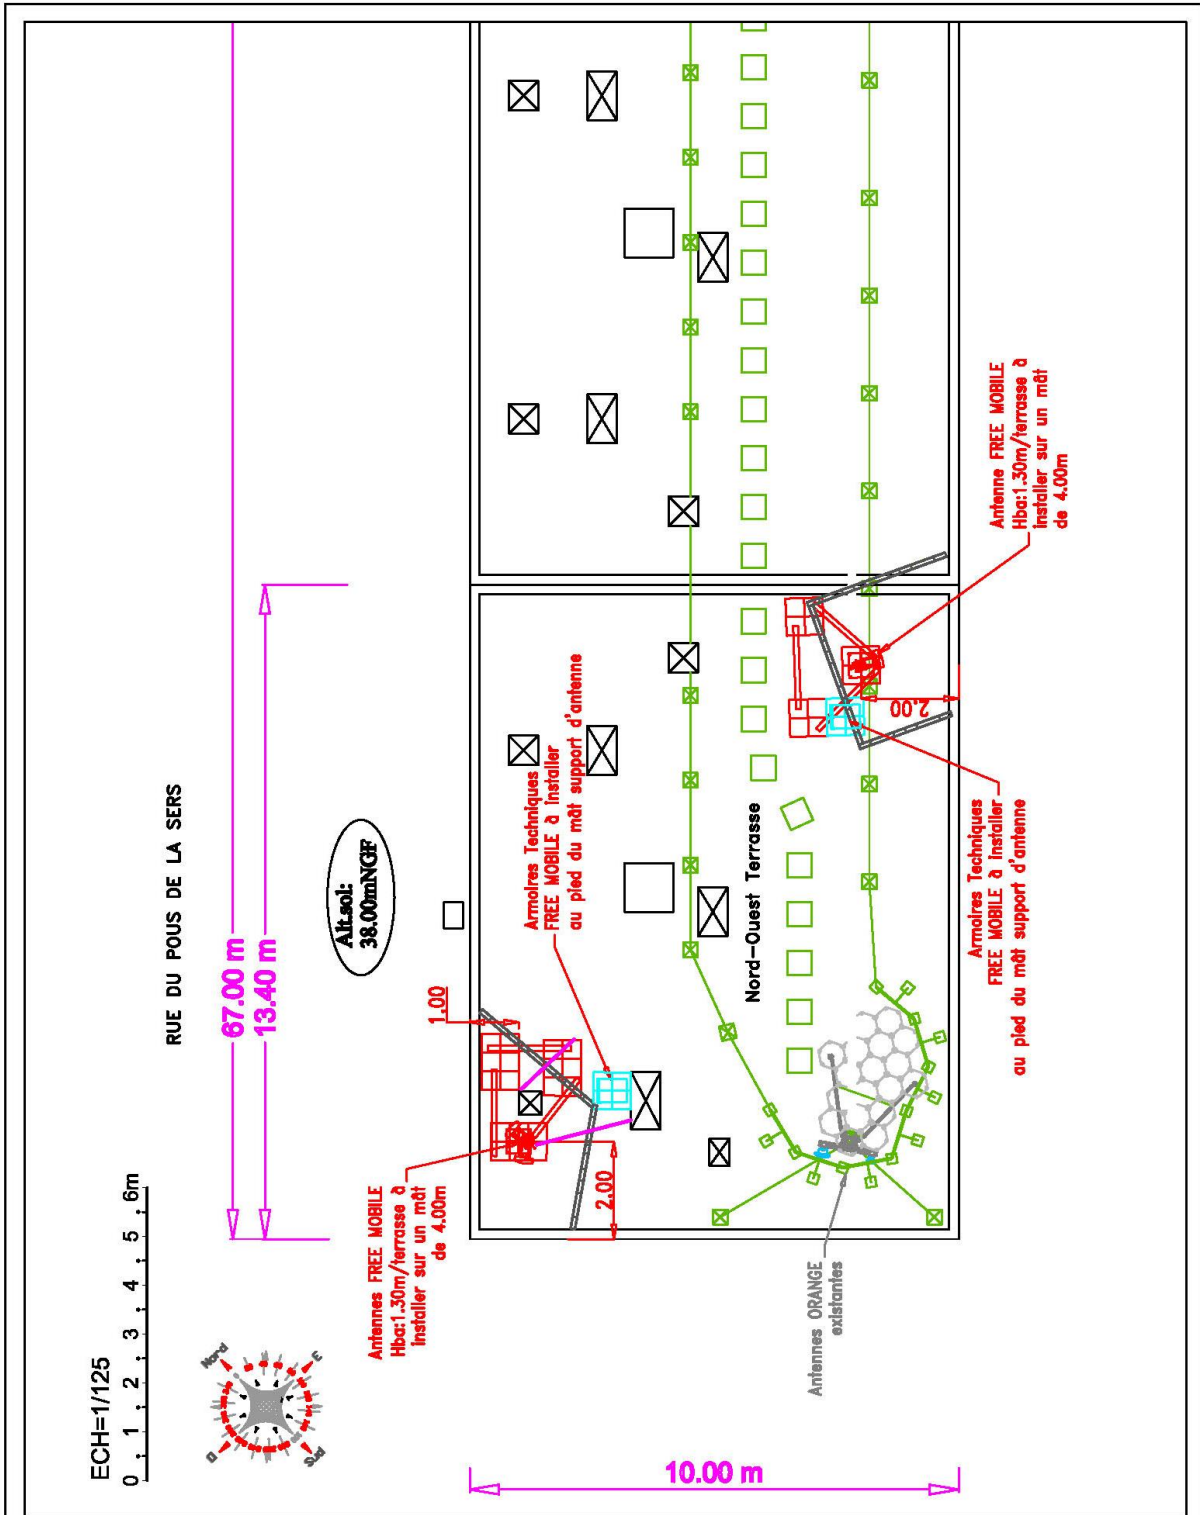 RUE DU POUS DE LA SERS
67.00 m
13.40 m
Alt.sol:
38.00mNGF
ECH=1/125
0 1 2 3 4 5 6m
Nord
E
Sud
O
Antennes FREE MOBILE
Hba:1.30m/terrasse à
installer sur un mât
de 4.00m
1.00
2.00
Armoires Techniques
FREE MOBILE à installer
au pied du mât support d'antenne
Nord-Ouest Terrasse
Antennes ORANGE
existantes
10.00 m
2.00
Antenne FREE MOBILE
Hba:1.30m/terrasse à
installer sur un mât
de 4.00m
Armoires Techniques
FREE MOBILE à installer
au pied du mât support d'antenne